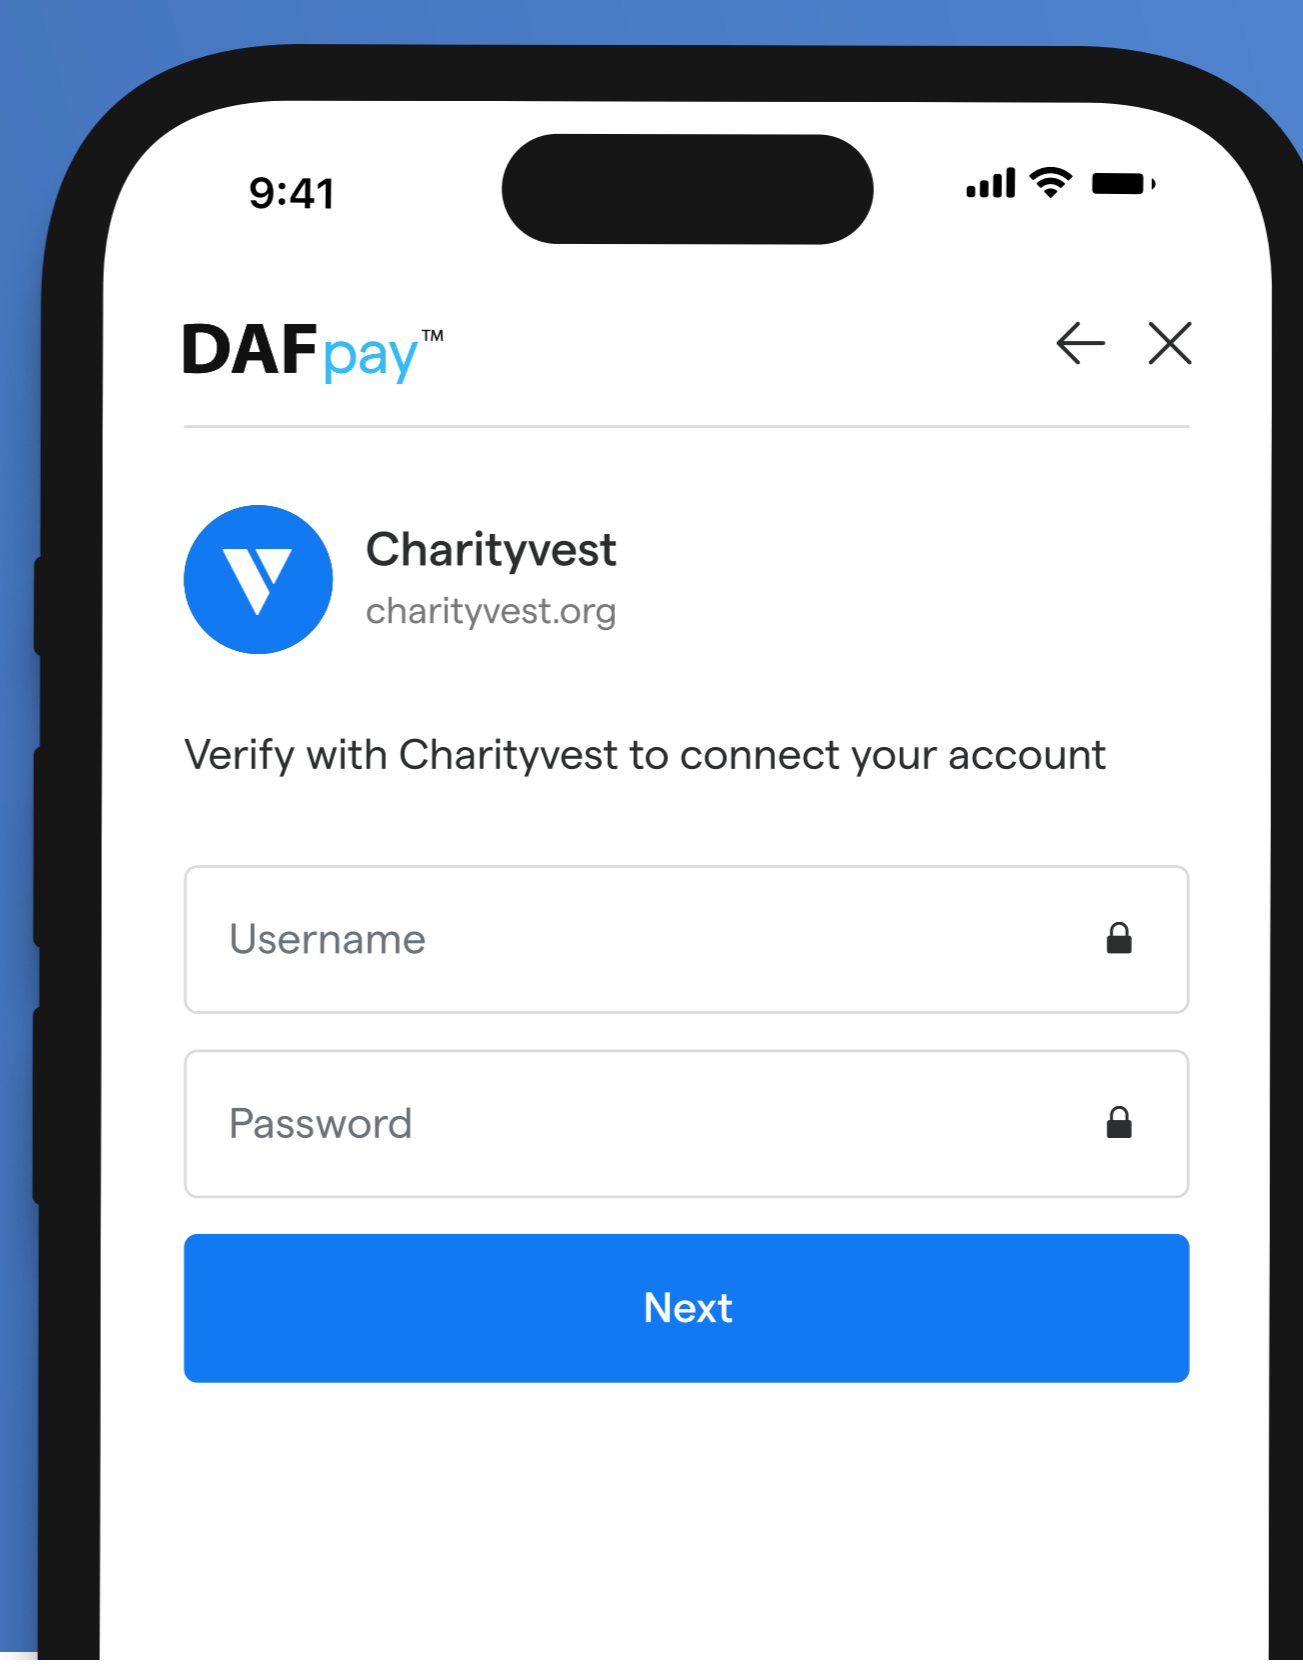 9:41
DAFpay™
Charityvest
charityvest.org
Verify with Charityvest to connect your account
Username
Password
Next